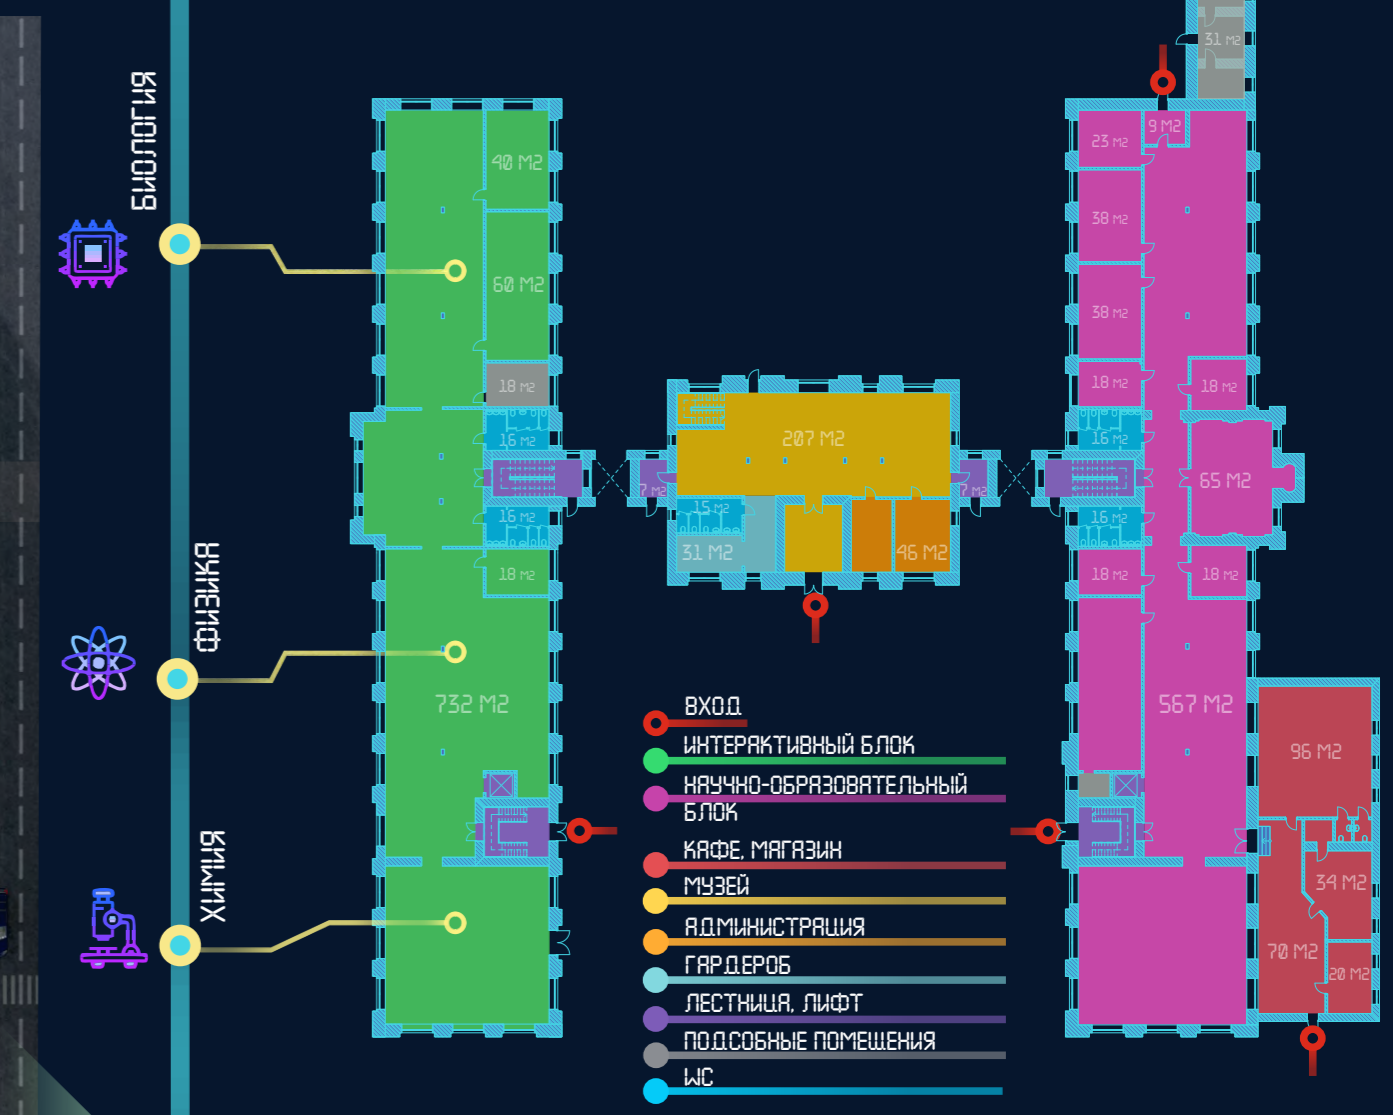 БИОЛОГИЯ
ФИЗИКА
ХИМИЯ
40 М2
60 М2
18 М2
16 М2
16 М2
18 М2
732 М2
7 М2
207 М2
15 М2
31 М2
46 М2
7 М2
31 М2
9 М2
23 М2
38 М2
38 М2
18 М2
18 М2
16 М2
65 М2
16 М2
18 М2
18 М2
567 М2
96 М2
34 М2
70 М2
20 М2
ВХОД
ИНТЕРАКТИВНЫЙ БЛОК
НАУЧНО-ОБРАЗОВАТЕЛЬНЫЙ
БЛОК
КАФЕ, МАГАЗИН
МУЗЕЙ
АДМИНИСТРАЦИЯ
ГАРДЕРОБ
ЛЕСТНИЦА, ЛИФТ
ПОДСОБНЫЕ ПОМЕЩЕНИЯ
WC